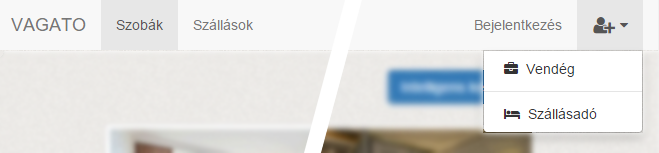 VAGATO Szobák Szállások Bejelentkezés
Vendég
Szállásadó